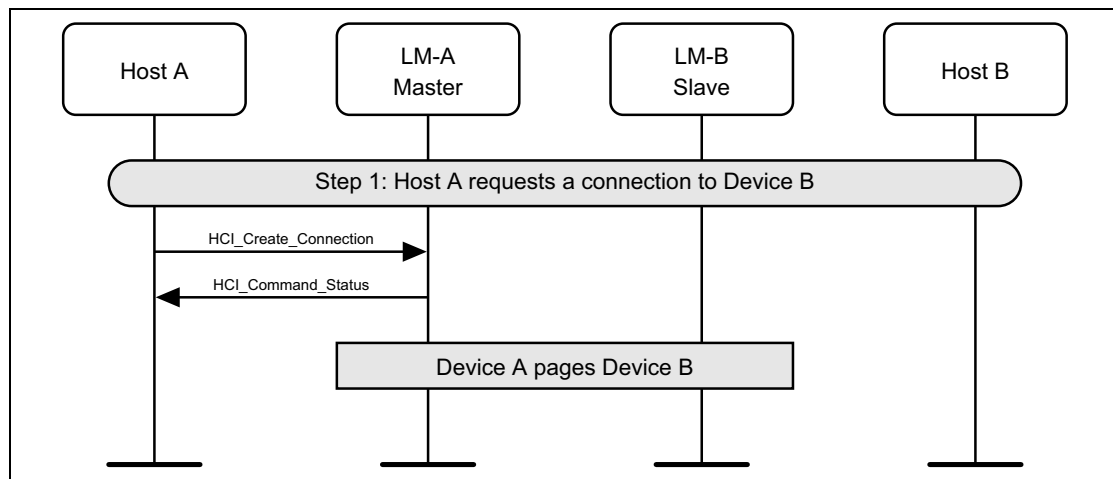 Host A
LM-A
Master
LM-B
Slave
Host B
Step 1: Host A requests a connection to Device B
HCI_Create_Connection
HCI_Command_Status
Device A pages Device B